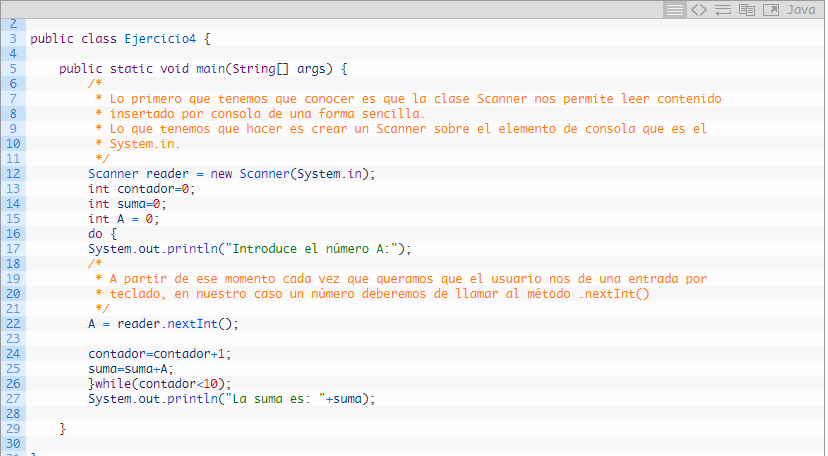 Java
2
3 public class Ejercicio4 {
4
5 public static void main(String[] args) {
6 /*
7 * Lo primero que tenemos que conocer es que la clase Scanner nos permite leer contenido
8 * insertado por consola de una forma sencilla.
9 * Lo que tenemos que hacer es crear un Scanner sobre el elemento de consola que es el
10 * System.in.
11 */
12 Scanner reader = new Scanner(System.in);
13 int contador=0;
14 int suma=0;
15 int A = 0;
16 do {
17 System.out.println("Introduce el número A:");
18 /*
19 * A partir de ese momento cada vez que queramos que el usuario nos de una entrada por
20 * teclado, en nuestro caso un número deberemos de llamar al método .nextInt()
21 */
22 A = reader.nextInt();
23
24 contador=contador+1;
25 suma=suma+A;
26 }while(contador<10);
27 System.out.println("La suma es: "+suma);
28
29 }
30